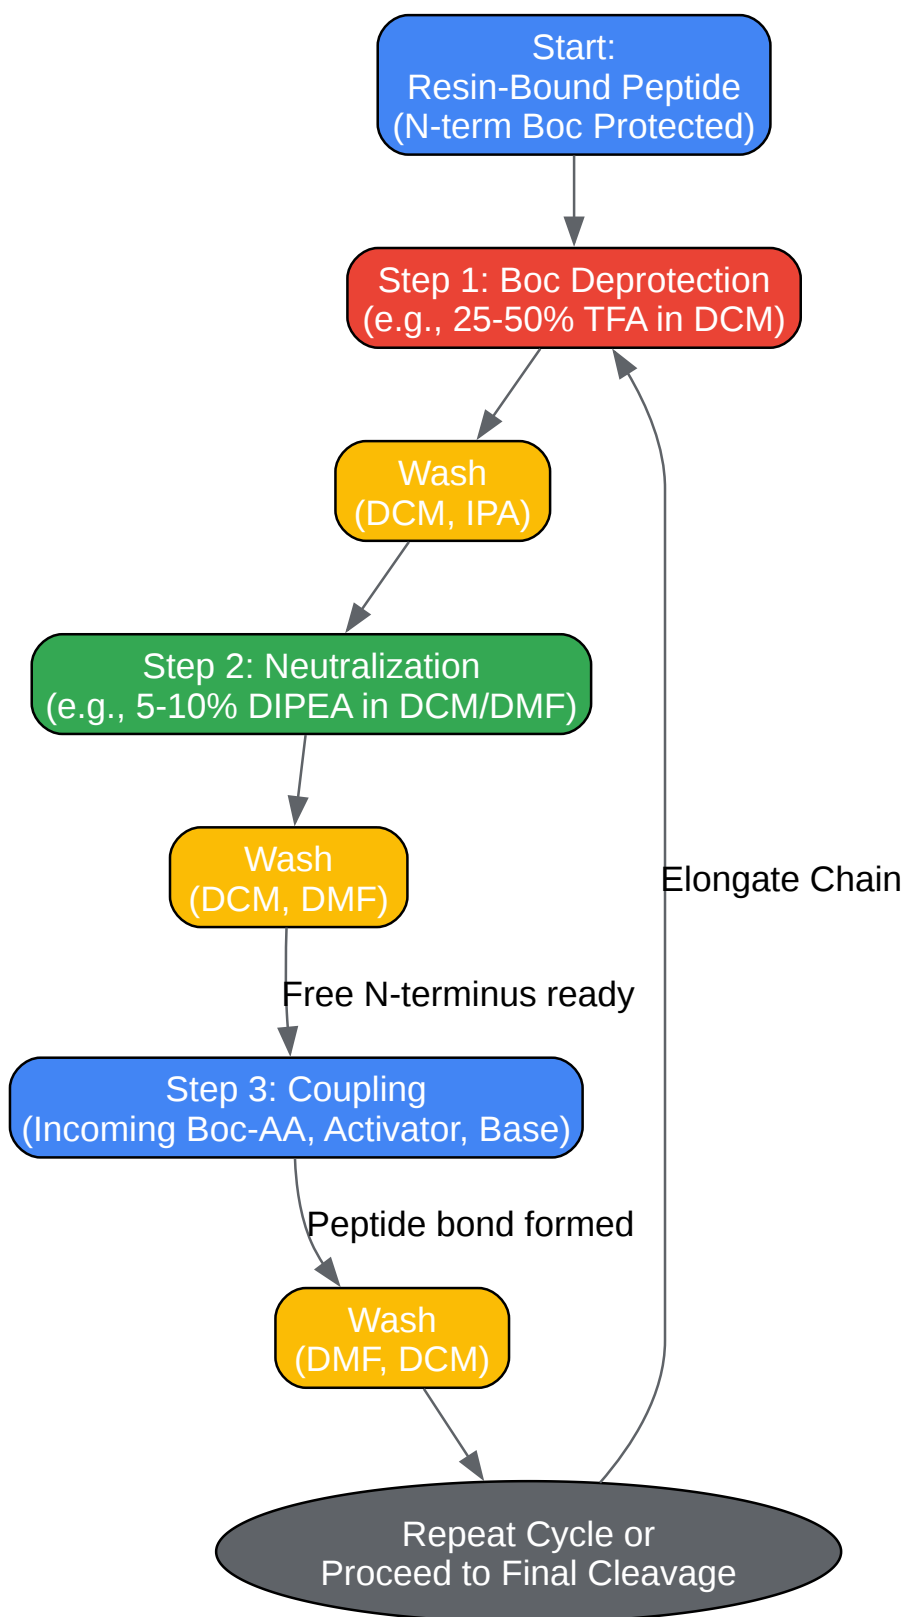 Start:
Resin-Bound Peptide
(N-term Boc Protected)
Step 1: Boc Deprotection
(e.g., 25-50% TFA in DCM)
Wash
(DCM, IPA)
Step 2: Neutralization
(e.g., 5-10% DIPEA in DCM/DMF)
Wash
(DCM, DMF)
Elongate Chain
Free N-terminus ready
Step 3: Coupling
(Incoming Boc-AA, Activator, Base)
Peptide bond formed
Wash
(DMF, DCM)
Repeat Cycle or
Proceed to Final Cleavage